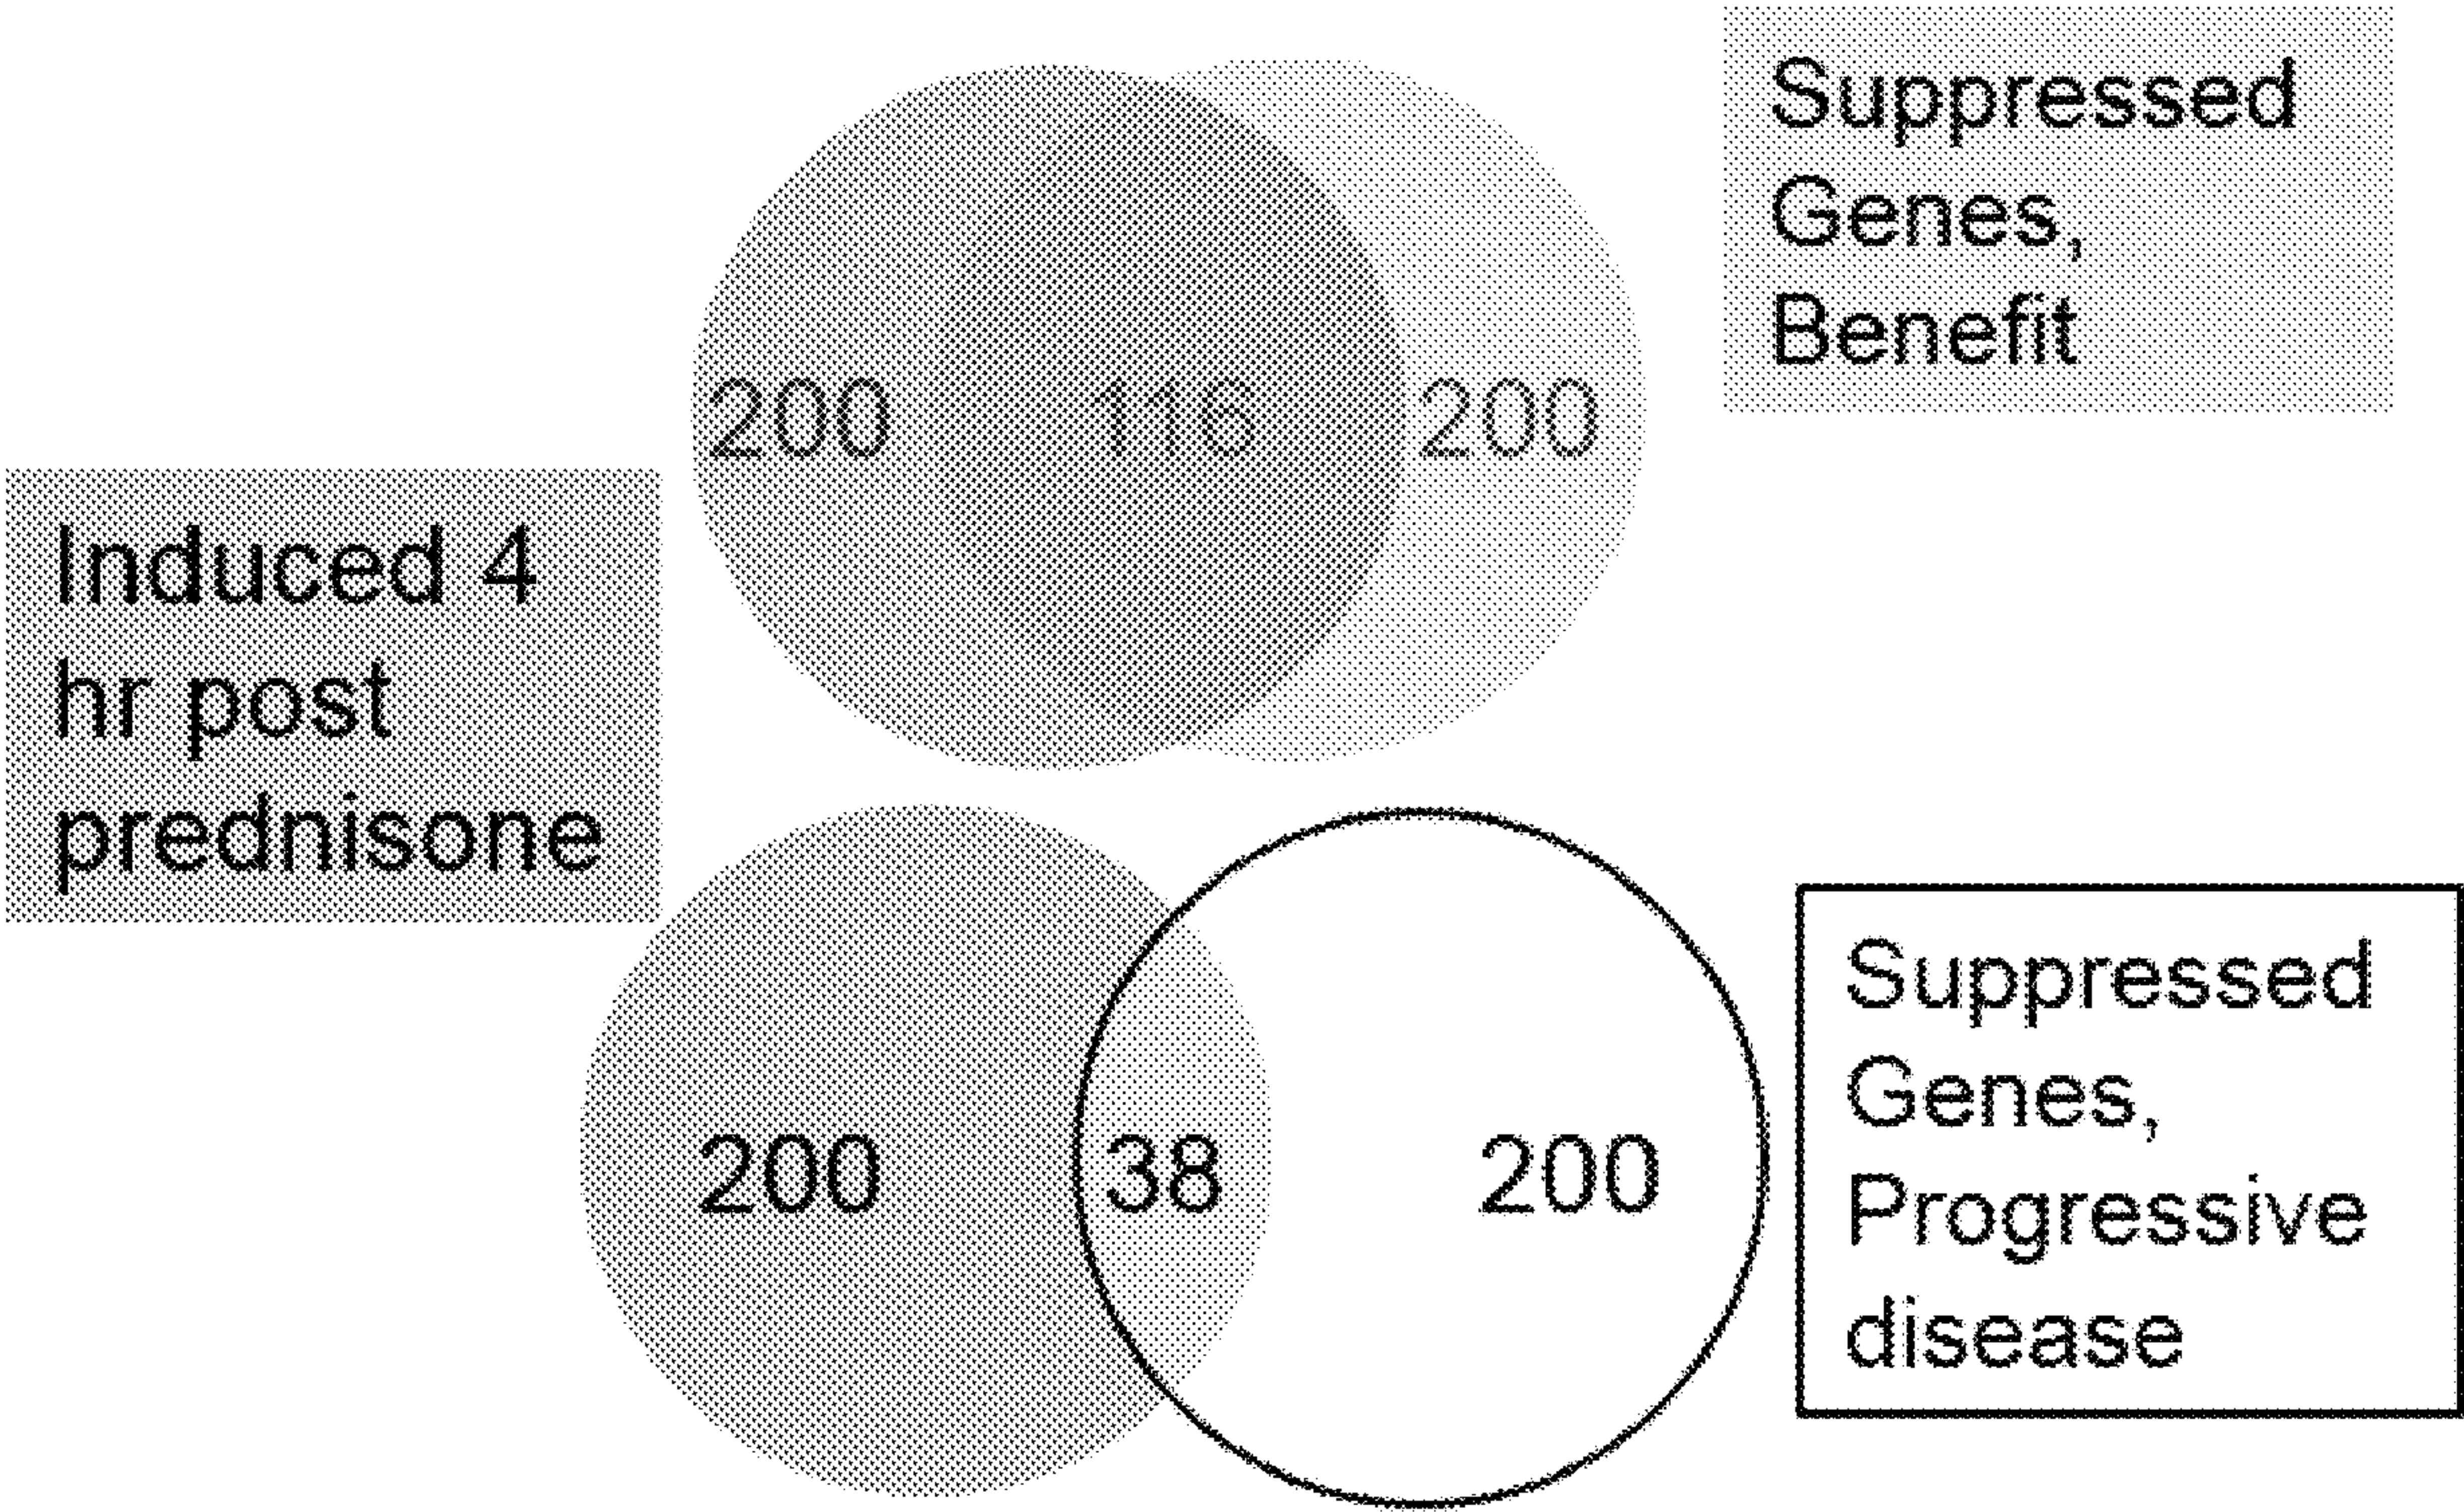 Suppressed
Genes,
Benefit
200 116 200
Induced 4
hr post
prednisone
200 38 200
Suppressed
Genes,
Progressive
disease